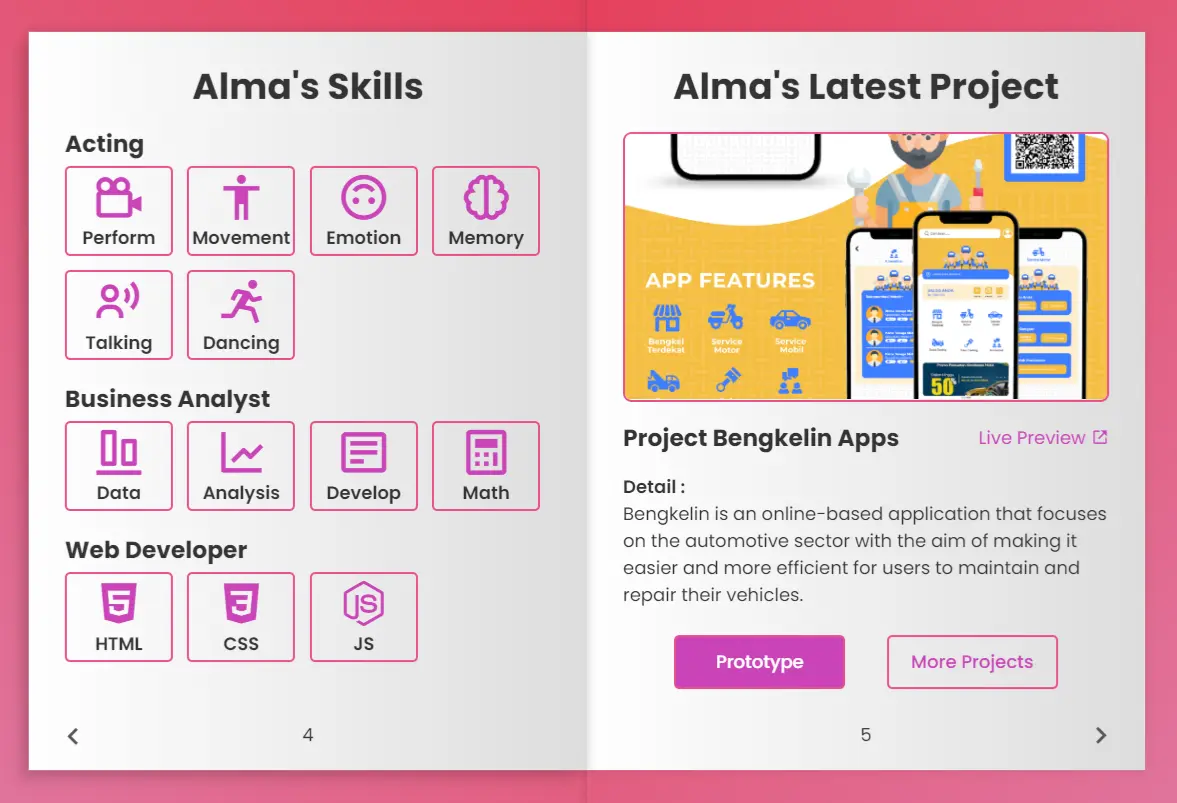 Alma's Skills
Acting
Perform
Movement
Emotion
Memory
Talking
Dancing
Business Analyst
Data
Analysis
Develop
Math
Web Developer
HTML
CSS
JS
4
Alma's Latest Project
APP FEATURES
Bengkel
Terdekat
Service
Motor
Service
Mobil
50
Project Bengkelin Apps
Live Preview
Detail :
Bengkelin is an online-based application that focuses
on the automotive sector with the aim of making it
easier and more efficient for users to maintain and
repair their vehicles.
Prototype
More Projects
5